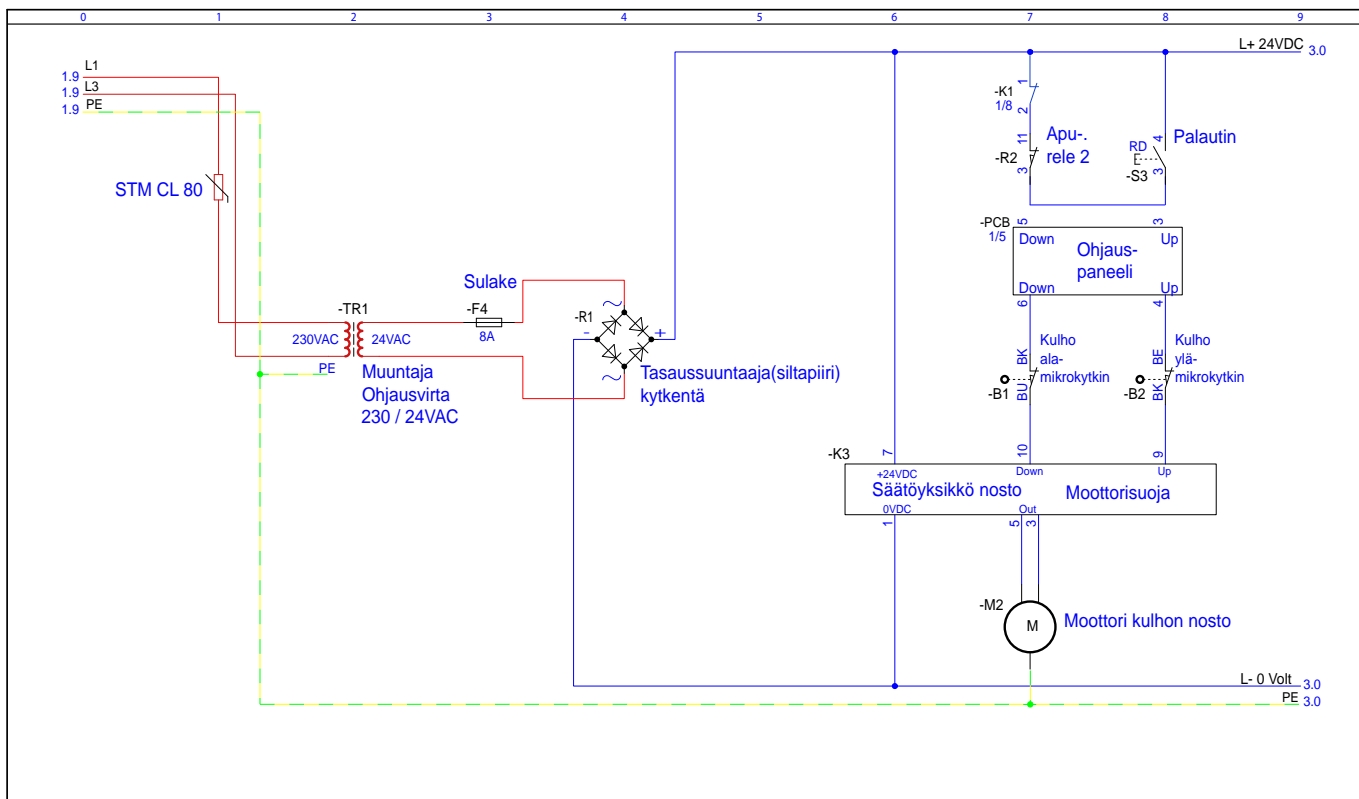 0 1 2 3 4 5 6 7 8 9
L+ 24VDC 3.0
1.9 L1
1.9 L3
1.9 PE
STM CL 80
-K1
1/8
1
2
11
-R2
3
Apu-.
rele 2
4
RD
-S3
3
Palautin
-PCB
1/5
5
3
Down
Up
Ohjaus-
paneeli
Down
Up
6
4
Sulake
-TR1
-F4
8A
230VAC
24VAC
PE
Muuntaja
Ohjausvirta
230 / 24VAC
-R1
-
+
Tasaussuuntaaja(siltapiiri)
kytkentä
BK
Kulho
ala-
mikrokytkin
-B1
BU
BE
Kulho
ylä-
mikrokytkin
-B2
BK
-K3
7
10
9
+24VDC
Down
Up
Säätöyksikkö nosto
Moottorisuoja
0VDC
Out
1
5
3
-M2
M
Moottori kulhon nosto
L- 0 Volt 3.0
PE 3.0